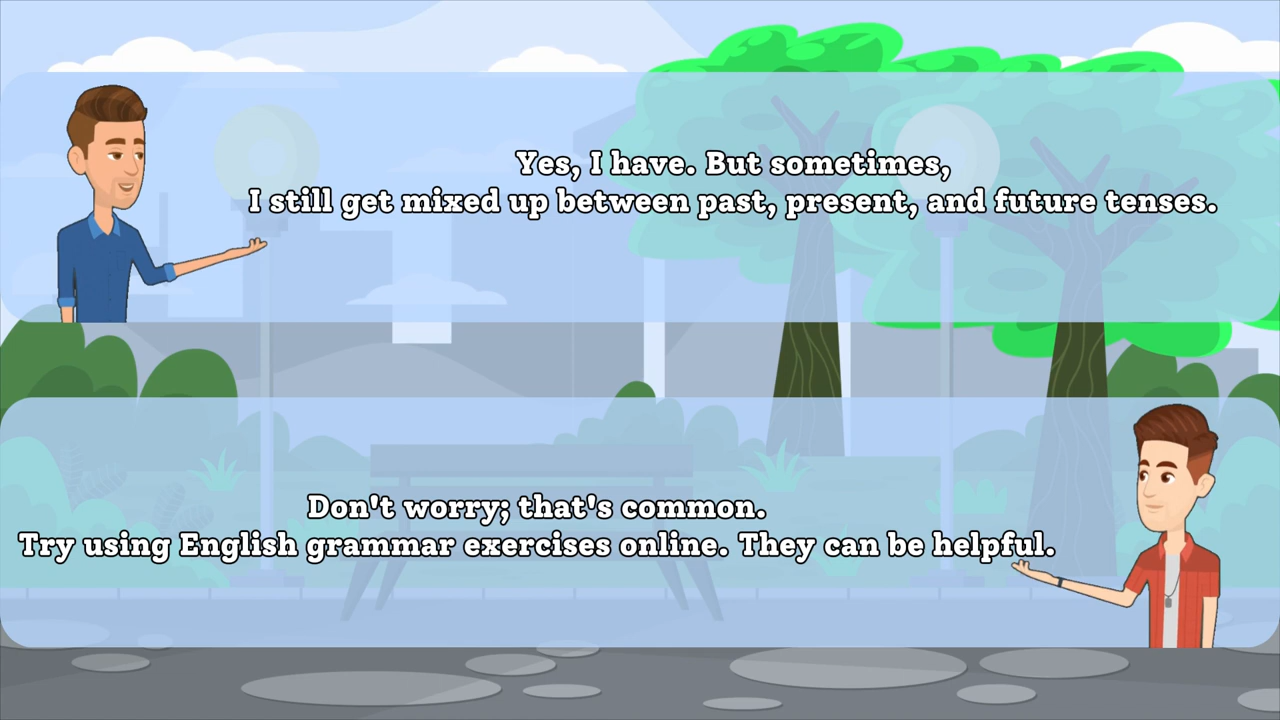 Yes, I have. But sometimes,
I still get mixed up between past, present, and future tenses.
Don't worry; that's common.
Try using English grammar exercises online. They can be helpful.